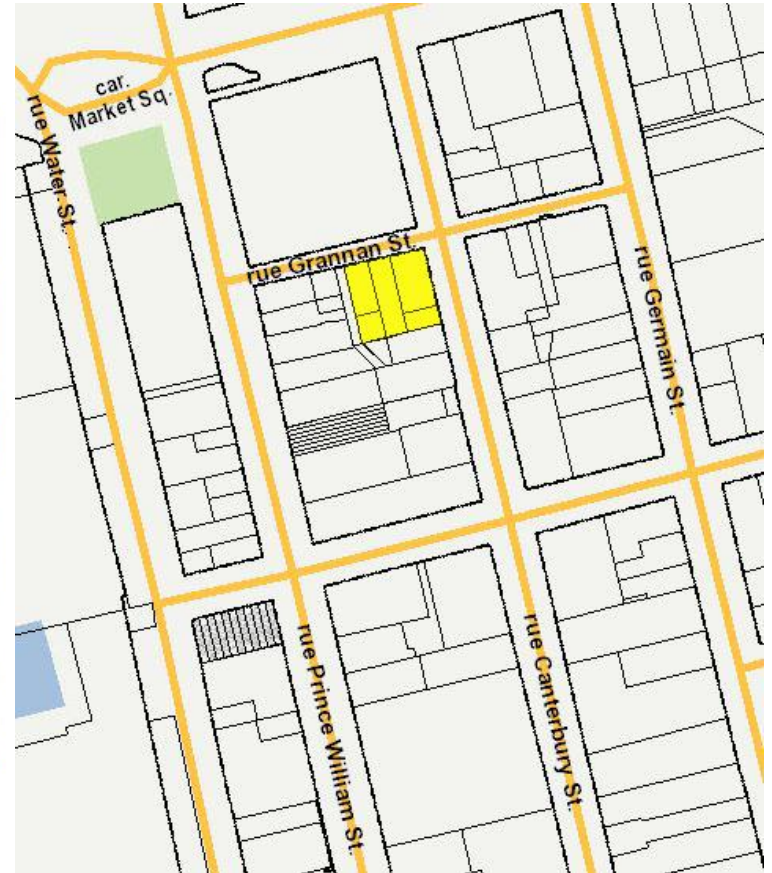 car.
Market Sq.
rue Water St.
rue Grannan St.
rue Germain St.
rue Prince William St.
rue Canterbury St.